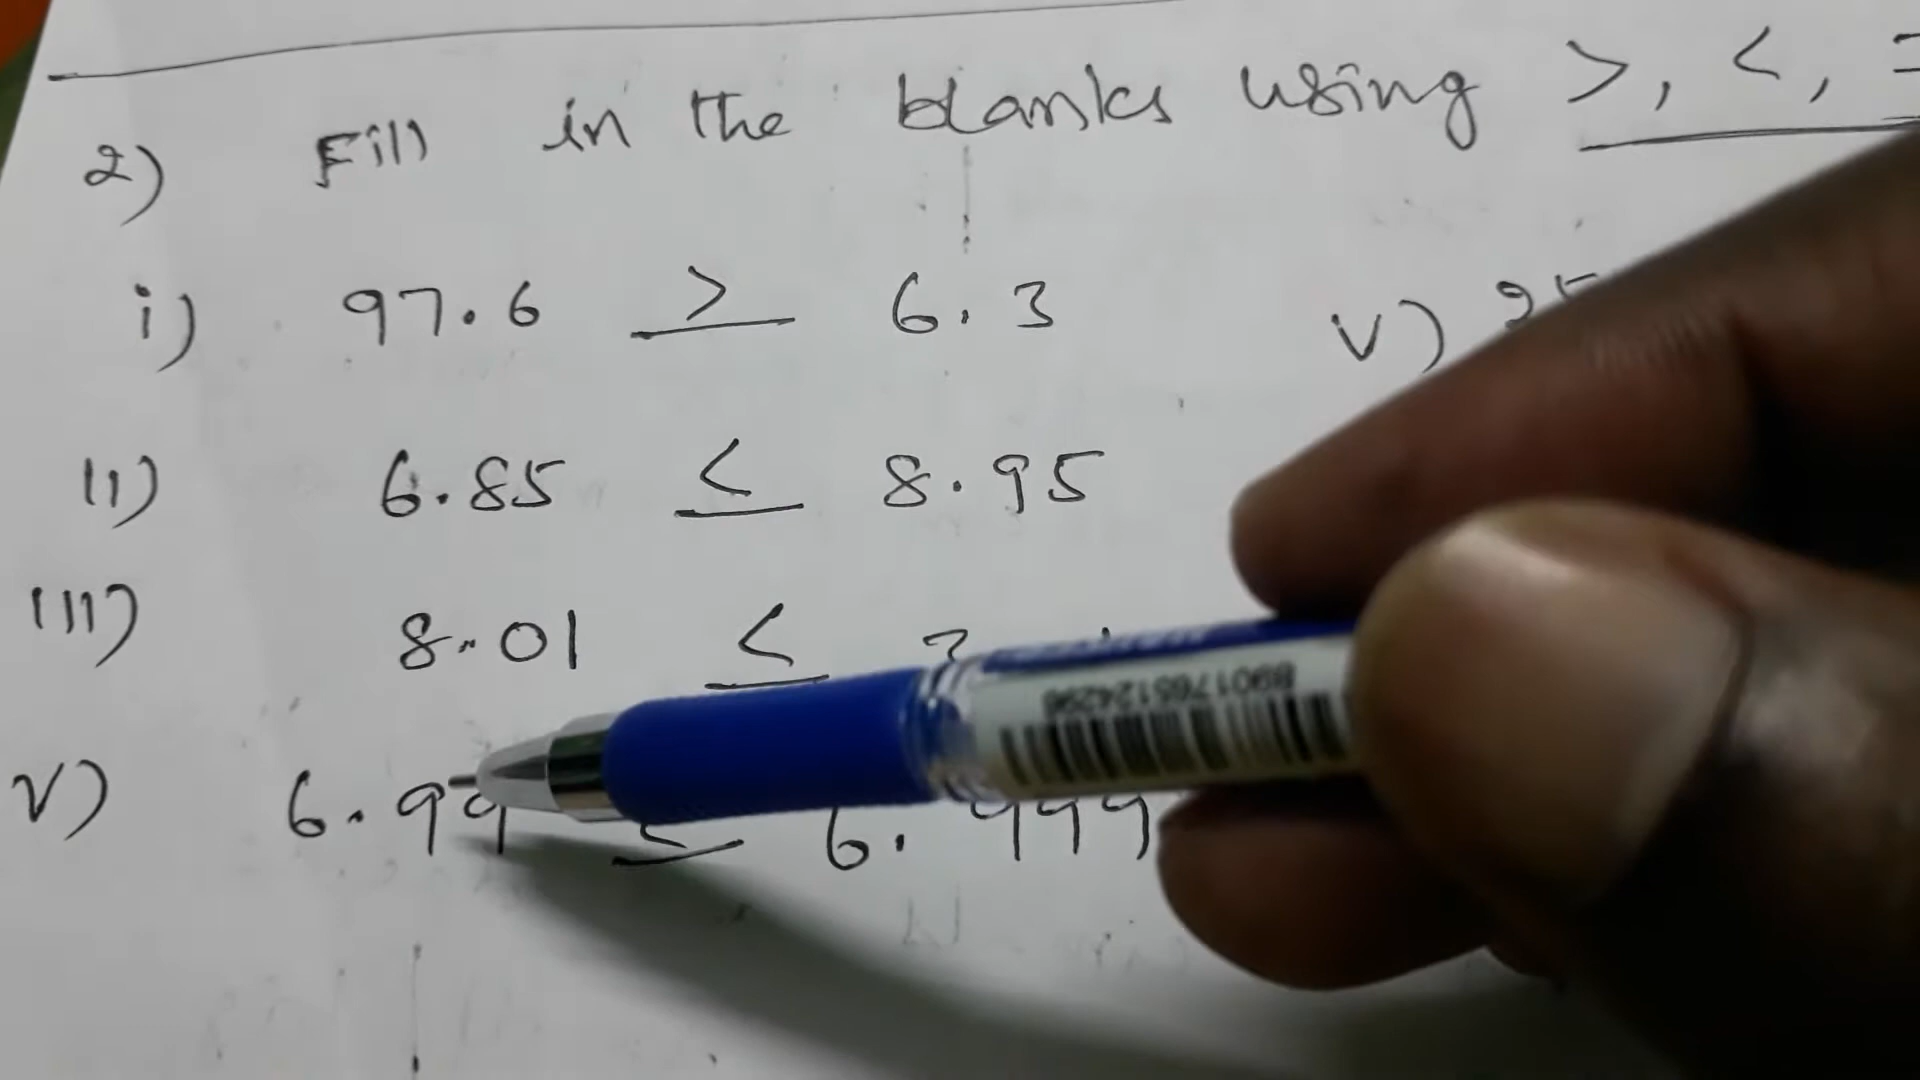 2) Fill in the blanks using >, <, =
i) 97.6 > 6.3
v)
ii) 6.85 < 8.95
iii) 8.01 <
v) 6.99 < 6.999
8901765124296